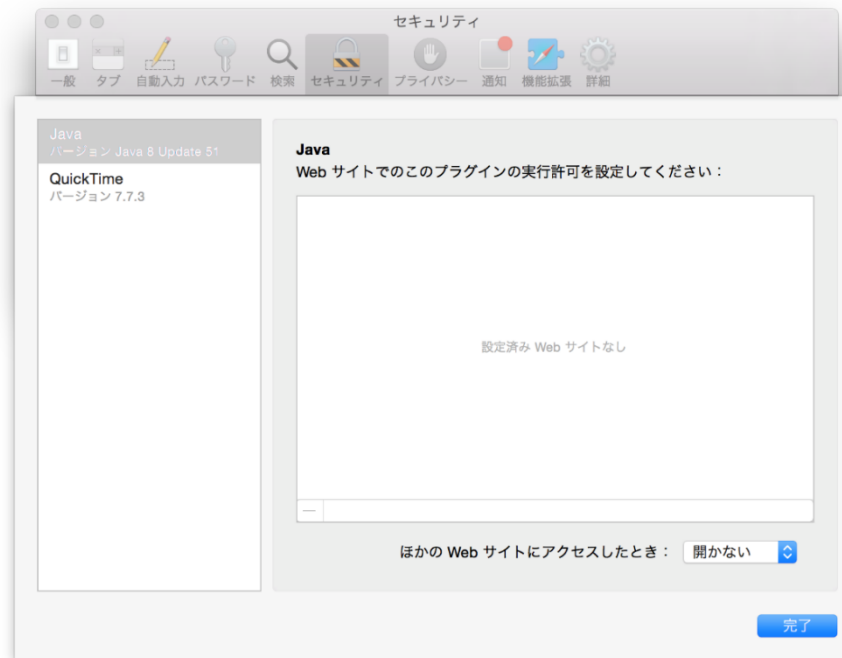 セキュリティ
一般 タブ 自動入力 パスワード 検索 セキュリティ プライバシー 通知 機能拡張 詳細
Java
バージョン Java 8 Update 51
QuickTime
バージョン 7.7.3
Java
Web サイトでのこのプラグインの実行許可を設定してください：
設定済み Web サイトなし
ほかの Web サイトにアクセスしたとき： 開かない
完了